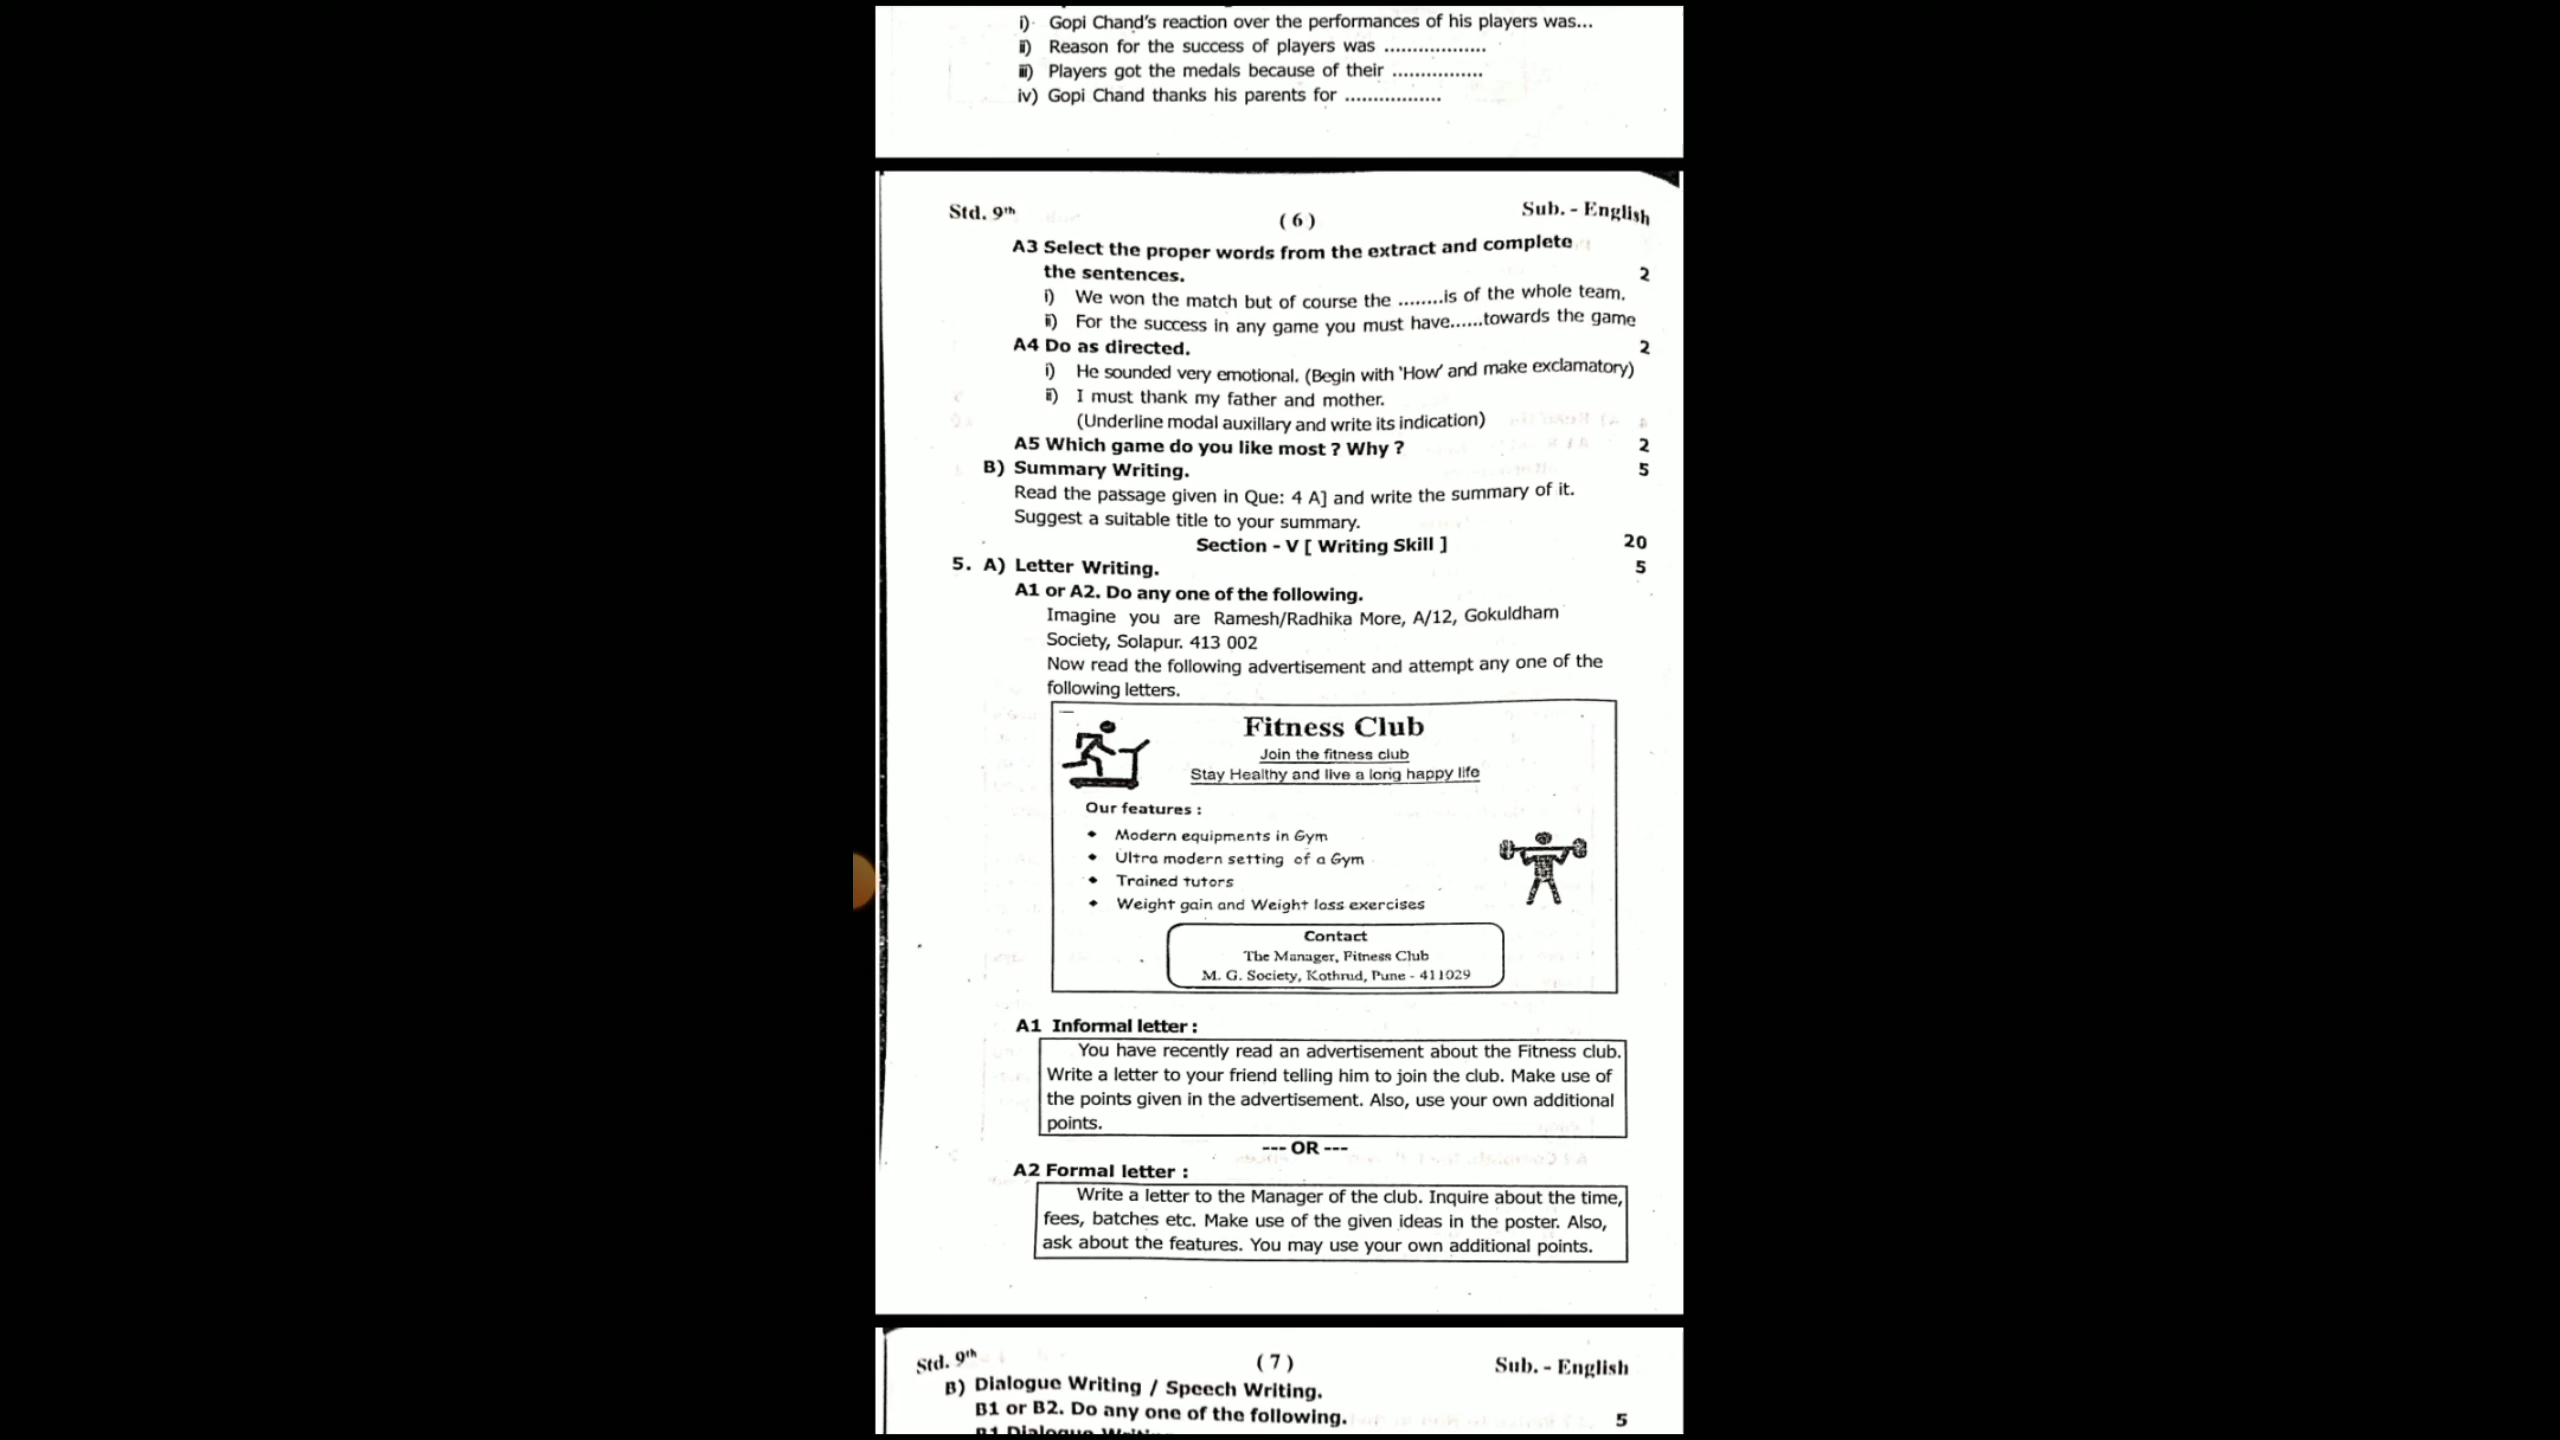 i) Gopi Chand's reaction over the performances of his players was...
ii) Reason for the success of players was ..................
iii) Players got the medals because of their ................
iv) Gopi Chand thanks his parents for .................
Std. 9th ( 6 ) Sub. - English
A3 Select the proper words from the extract and complete
the sentences. 2
i) We won the match but of course the ........is of the whole team.
ii) For the success in any game you must have......towards the game
A4 Do as directed. 2
i) He sounded very emotional. (Begin with 'How' and make exclamatory)
ii) I must thank my father and mother.
(Underline modal auxillary and write its indication)
A5 Which game do you like most ? Why ? 2
B) Summary Writing. 5
Read the passage given in Que: 4 A] and write the summary of it.
Suggest a suitable title to your summary.
Section - V [ Writing Skill ] 20
5. A) Letter Writing. 5
A1 or A2. Do any one of the following.
Imagine you are Ramesh/Radhika More, A/12, Gokuldham
Society, Solapur. 413 002
Now read the following advertisement and attempt any one of the
following letters.
Fitness Club
Join the fitness club
Stay Healthy and live a long happy life
Our features :
• Modern equipments in Gym
• Ultra modern setting of a Gym
• Trained tutors
• Weight gain and Weight loss exercises
Contact
The Manager, Fitness Club
M. G. Society, Kothrud, Pune - 411029
A1 Informal letter :
You have recently read an advertisement about the Fitness club.
Write a letter to your friend telling him to join the club. Make use of
the points given in the advertisement. Also, use your own additional
points.
--- OR ---
A2 Formal letter :
Write a letter to the Manager of the club. Inquire about the time,
fees, batches etc. Make use of the given ideas in the poster. Also,
ask about the features. You may use your own additional points.
Std. 9th ( 7 ) Sub. - English
B) Dialogue Writing / Speech Writing.
B1 or B2. Do any one of the following. 5